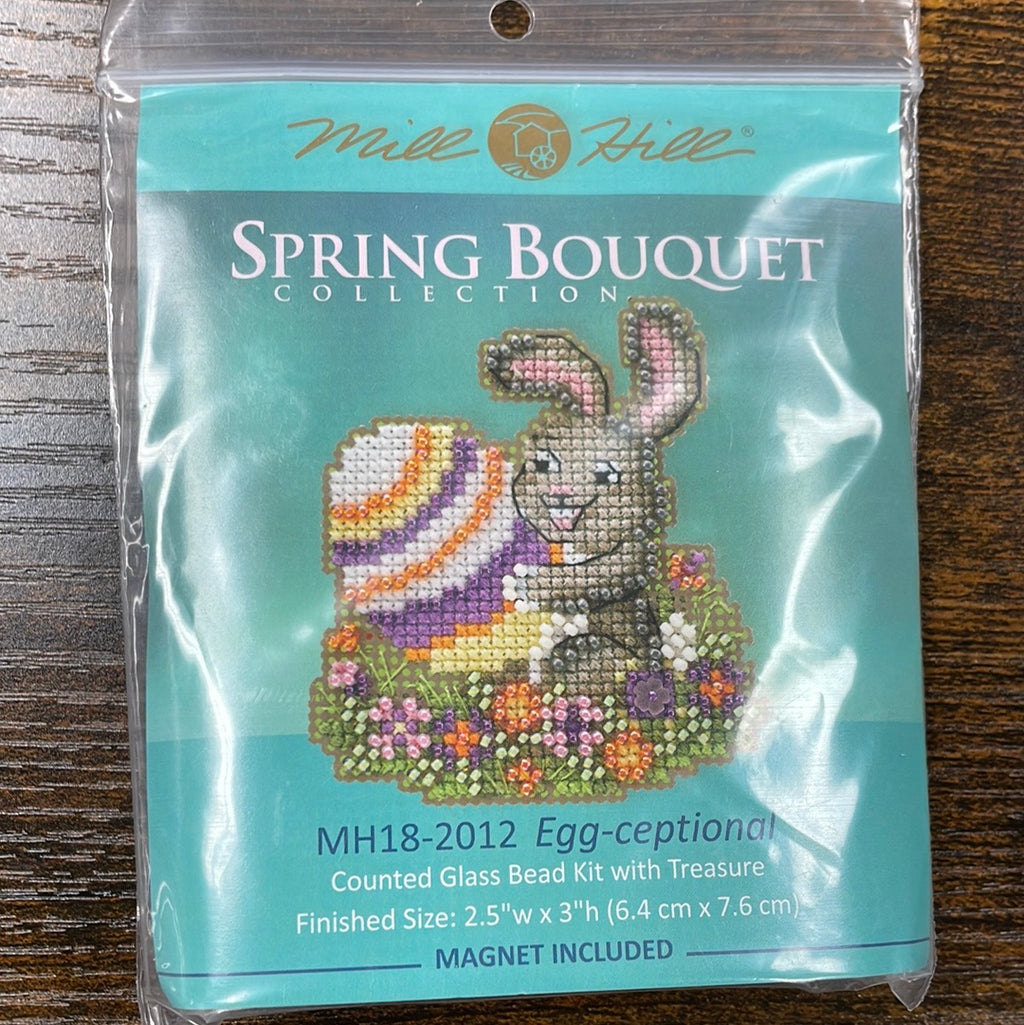 Mill Hill®
SPRING BOUQUET
COLLECTION
MH18-2012 Egg-ceptional
Counted Glass Bead Kit with Treasure
Finished Size: 2.5"w x 3"h (6.4 cm x 7.6 cm)
MAGNET INCLUDED